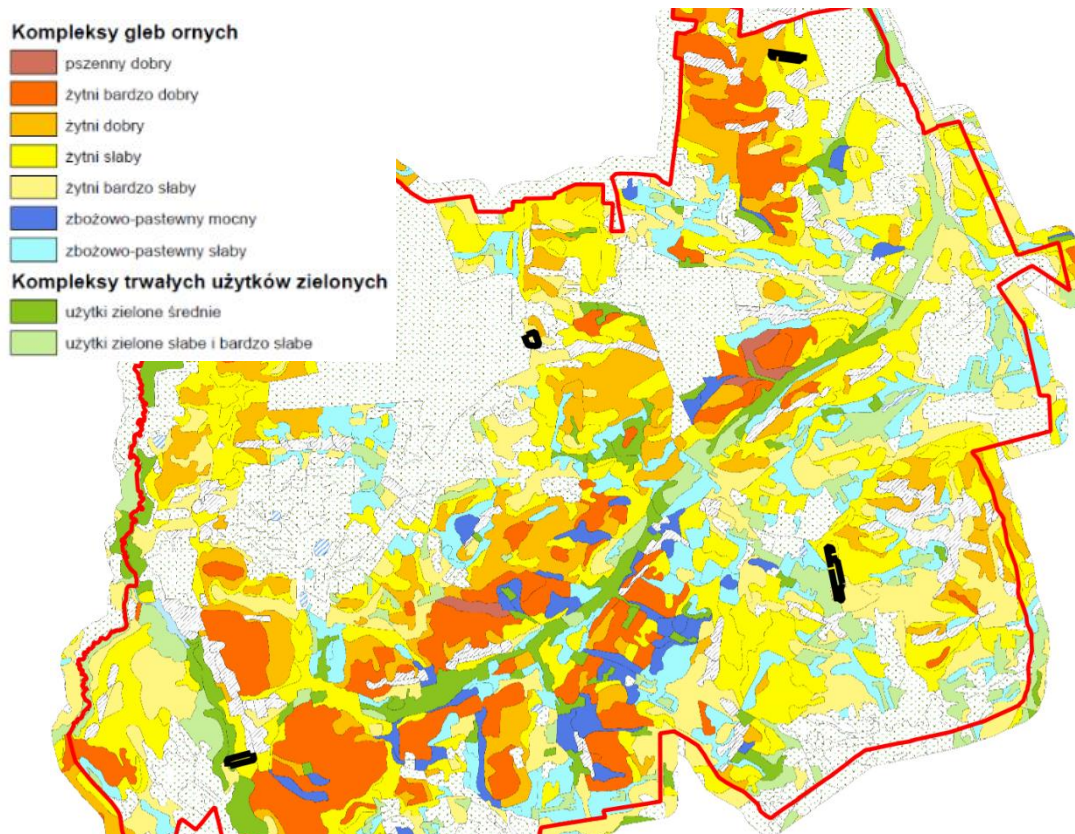 Kompleksy gleb ornych
pszenny dobry
żytni bardzo dobry
żytni dobry
żytni słaby
żytni bardzo słaby
zbożowo-pastewny mocny
zbożowo-pastewny słaby
Kompleksy trwałych użytków zielonych
użytki zielone średnie
użytki zielone słabe i bardzo słabe